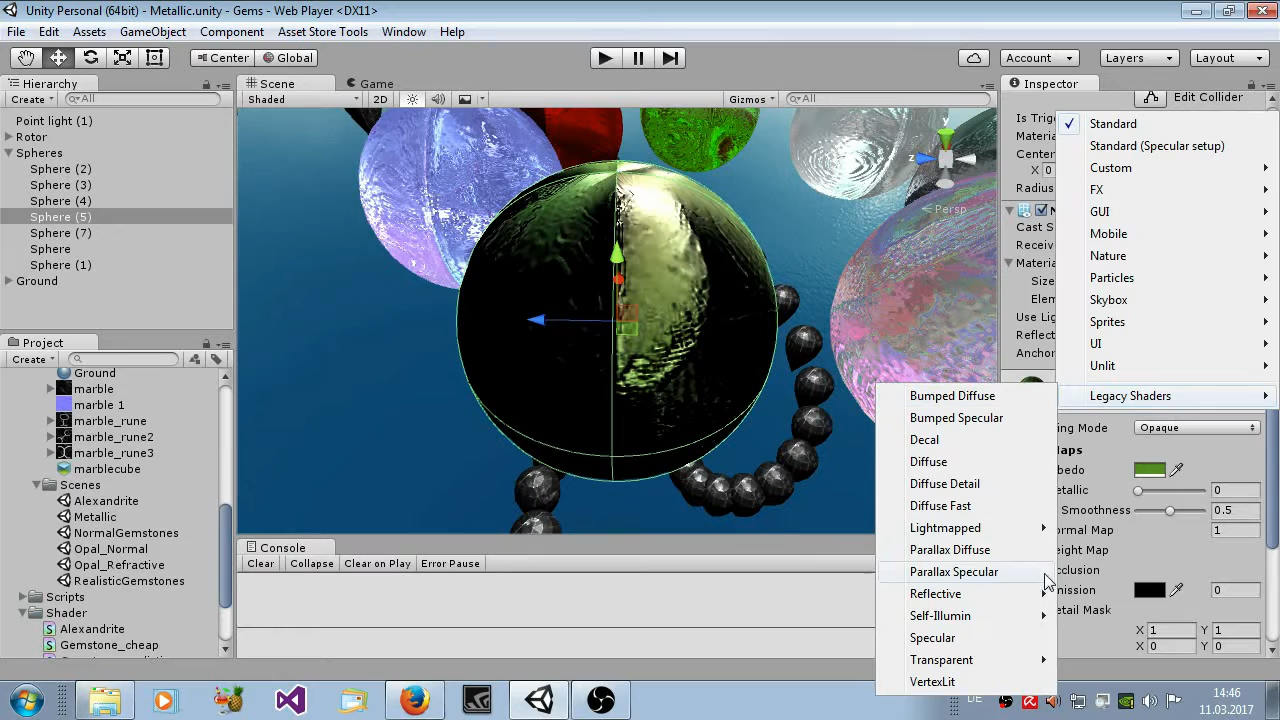 Unity Personal (64bit) - Metallic.unity - Gems - Web Player <DX11>
File Edit Assets GameObject Component Asset Store Tools Window Help
Center Global Account Layers Layout
Hierarchy Scene Game Inspector
Create All Shaded 2D Gizmos All Edit Collider
Point light (1)
Rotor
Spheres
Sphere (2)
Sphere (3)
Sphere (4)
Sphere (5)
Sphere (7)
Sphere
Sphere (1)
Ground
y
z
Persp
Is Trig
Materia
Center
X 0
Radius
Cast S
Receiv
Materia
Size
Elem
Use Lig
Reflect
Anchor
Standard
Standard (Specular setup)
Custom
FX
GUI
Mobile
Nature
Particles
Skybox
Sprites
UI
Unlit
Legacy Shaders
Bumped Diffuse
Bumped Specular
Decal
Diffuse
Diffuse Detail
Diffuse Fast
Lightmapped
Parallax Diffuse
Parallax Specular
Reflective
Self-Illumin
Specular
Transparent
VertexLit
ing Mode Opaque
Maps
lbedo
etallic 0
Smoothness 0.5
ormal Map 1
eight Map
cclusion
mission 0
etail Mask
X 1 Y 1
X 0 Y 0
Project
Create
Ground
marble
marble 1
marble_rune
marble_rune2
marble_rune3
marblecube
Scenes
Alexandrite
Metallic
NormalGemstones
Opal_Normal
Opal_Refractive
RealisticGemstones
Scripts
Shader
Alexandrite
Gemstone_cheap
Console
Clear Collapse Clear on Play Error Pause
DE
14:46
11.03.2017